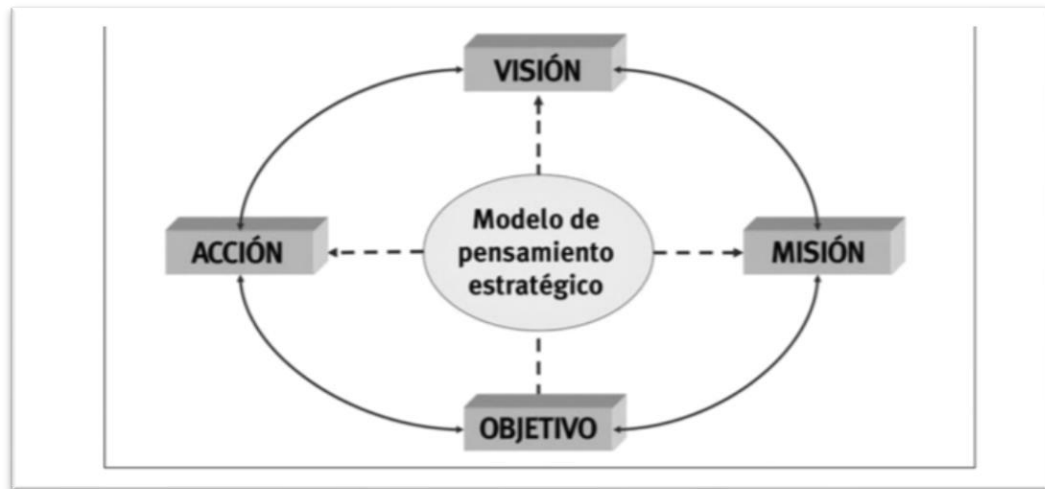 VISIÓN
ACCIÓN
Modelo de
pensamiento
estratégico
MISIÓN
OBJETIVO